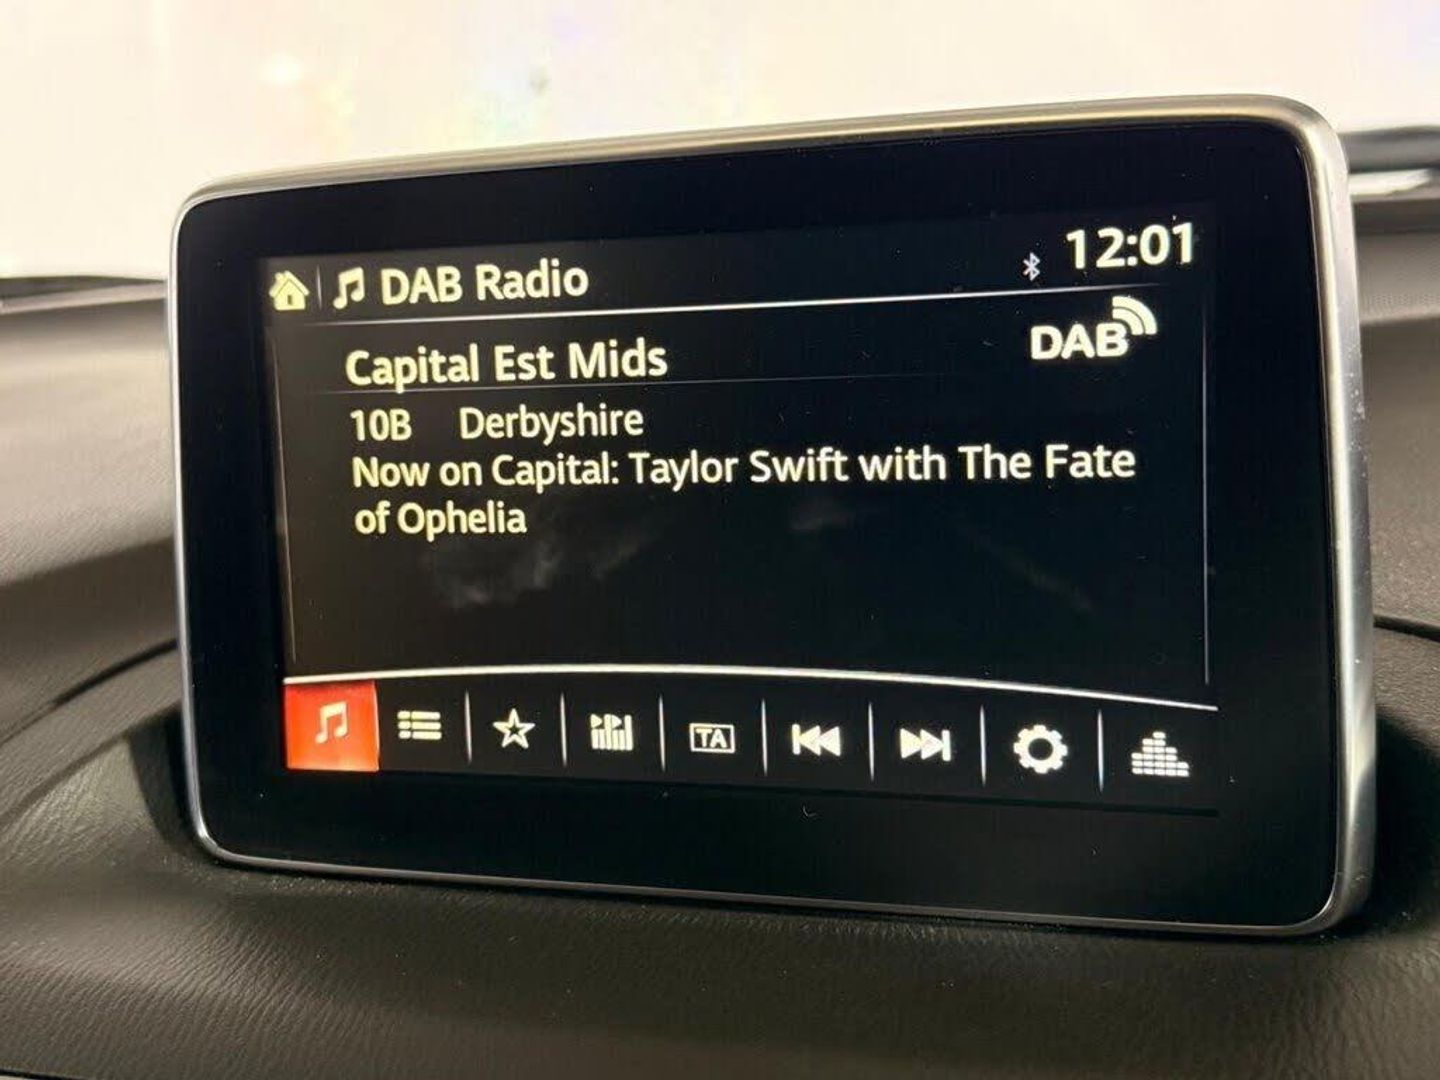 DAB Radio
12:01
DAB
Capital Est Mids
10B Derbyshire
Now on Capital: Taylor Swift with The Fate
of Ophelia
TA